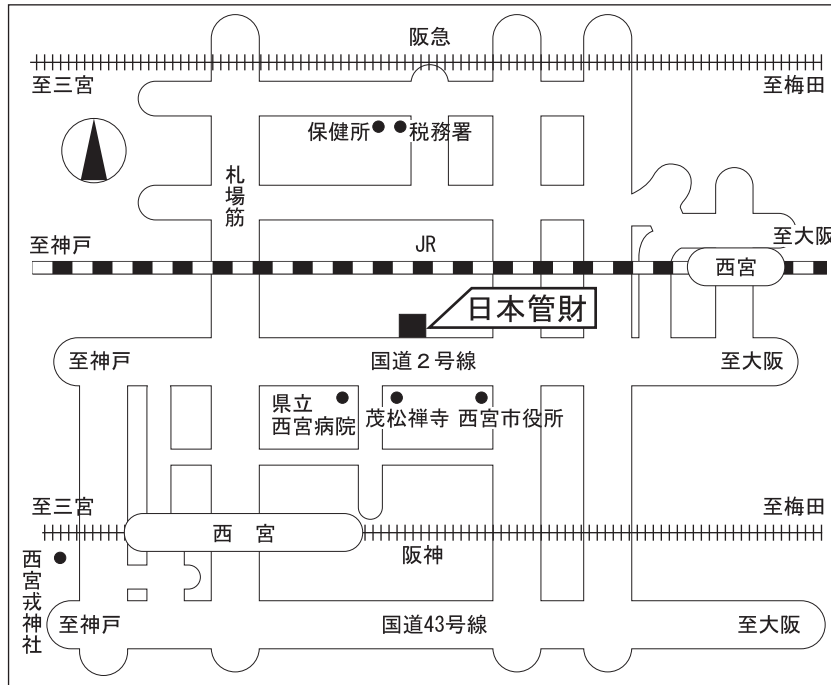 阪急
至三宮
至梅田
保健所
税務署
札場筋
至神戸
JR
至大阪
西宮
日本管財
至神戸
国道２号線
至大阪
県立
西宮病院
茂松禅寺
西宮市役所
至三宮
至梅田
西　宮
阪神
西宮戎神社
至神戸
国道43号線
至大阪